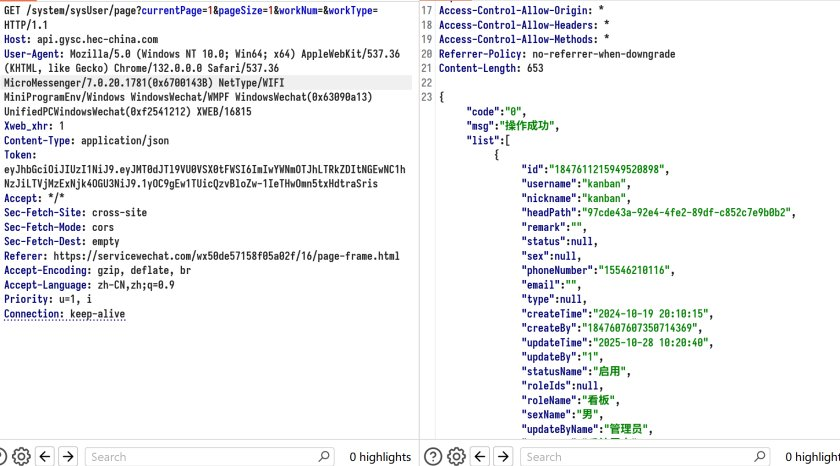 GET /system/sysUser/page?currentPage=1&pageSize=1&workNum=&workType=
HTTP/1.1
Host: api.gysc.hec-china.com
User-Agent: Mozilla/5.0 (Windows NT 10.0; Win64; x64) AppleWebKit/537.36
(KHTML, like Gecko) Chrome/132.0.0.0 Safari/537.36
MicroMessenger/7.0.20.1781(0x6700143B) NetType/WIFI
MiniProgramEnv/Windows WindowsWechat/WMPF WindowsWechat(0x63090a13)
UnifiedPCWindowsWechat(0xf2541212) XWEB/16815
Xweb_xhr: 1
Content-Type: application/json
Token:
eyJhbGciOiJIUzI1NiJ9.eyJMT0dJTl9VU0VSX0tFWSI6ImIwYWNmOTJhLTRkZDItNGEwNC1h
NzJiLTVjMzExNjk4OGU3NiJ9.1yOC9gEw1TUicQzvBloZw-1IeTHwOmn5txHdtraSris
Accept: */*
Sec-Fetch-Site: cross-site
Sec-Fetch-Mode: cors
Sec-Fetch-Dest: empty
Referer: https://servicewechat.com/wx50de57158f05a02f/16/page-frame.html
Accept-Encoding: gzip, deflate, br
Accept-Language: zh-CN,zh;q=0.9
Priority: u=1, i
Connection: keep-alive
Search
0 highlights
17 Access-Control-Allow-Origin: *
18 Access-Control-Allow-Headers: *
19 Access-Control-Allow-Methods: *
20 Referrer-Policy: no-referrer-when-downgrade
21 Content-Length: 653
22
23 {
"code":"0",
"msg":"操作成功",
"list":[
{
"id":"1847611215949520898",
"username":"kanban",
"nickname":"kanban",
"headPath":"97cde43a-92e4-4fe2-89df-c852c7e9b0b2",
"remark":"",
"status":null,
"sex":null,
"phoneNumber":"15546210116",
"email":"",
"type":null,
"createTime":"2024-10-19 20:10:15",
"createBy":"1847607607350714369",
"updateTime":"2025-10-28 10:20:40",
"updateBy":"1",
"statusName":"启用",
"roleIds":null,
"roleName":"看板",
"sexName":"男",
"updateByName":"管理员",
Search
0 highlights